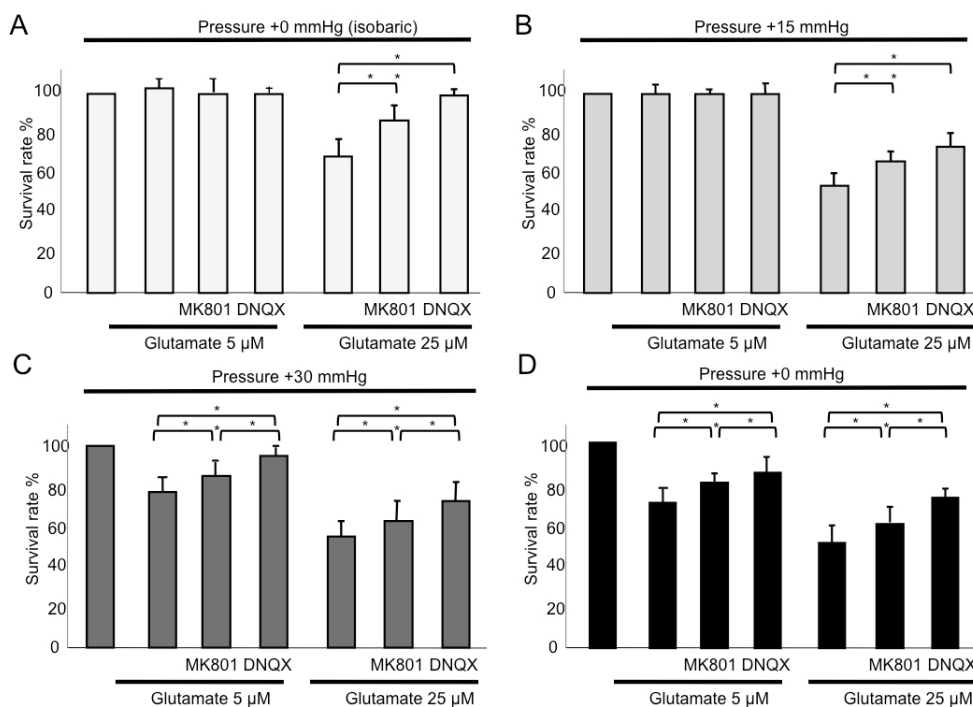 A
Pressure +0 mmHg (isobaric)
*
* *
Survival rate %
100
80
60
40
20
0
MK801 DNQX
Glutamate 5 µM
Glutamate 25 µM
MK801 DNQX
B
Pressure +15 mmHg
*
* *
Survival rate %
100
80
60
40
20
0
MK801 DNQX
MK801 DNQX
Glutamate 5 µM
Glutamate 25 µM
C
Pressure +30 mmHg
* *
* * * * * *
Survival rate %
100
80
60
40
20
0
MK801 DNQX
MK801 DNQX
Glutamate 5 µM
Glutamate 25 µM
D
Pressure +0 mmHg
* *
* * * * * *
Survival rate %
100
80
60
40
20
0
MK801 DNQX
MK801 DNQX
Glutamate 5 µM
Glutamate 25 µM